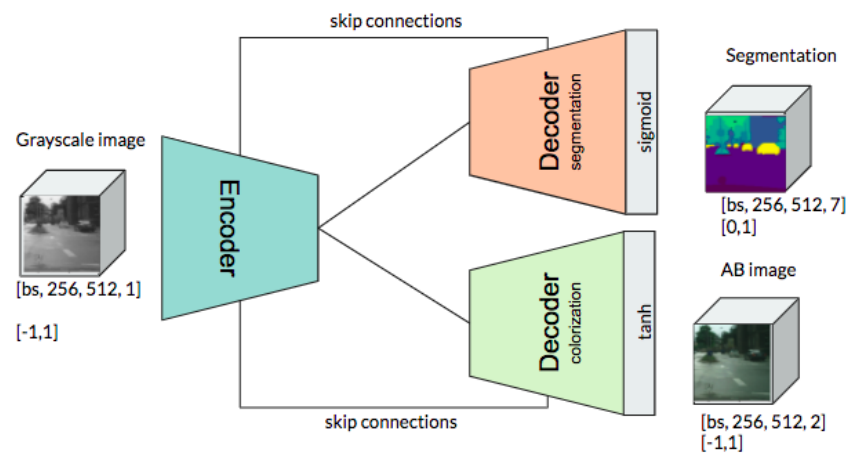 skip connections
Segmentation
Decoder
segmentation
sigmoid
Grayscale image
Encoder
[bs, 256, 512, 7]
[0,1]
AB image
[bs, 256, 512, 1]
[-1,1]
Decoder
colorization
tanh
skip connections
[bs, 256, 512, 2]
[-1,1]